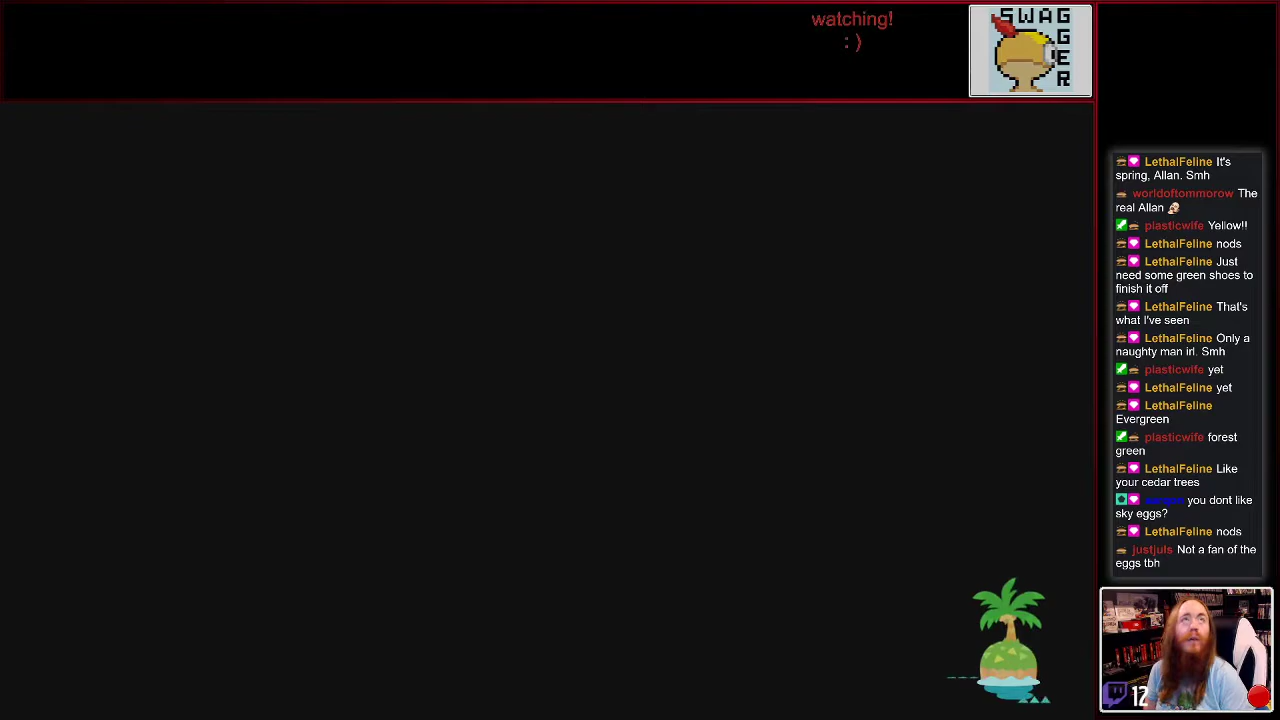 watching!
:)
SWAG
G
E
R
LethalFeline It's
spring, Allan. Smh
worldoftommorow The
real Allan
plasticwife Yellow!!
LethalFeline nods
LethalFeline Just
need some green shoes to
finish it off
LethalFeline That's
what I've seen
LethalFeline Only a
naughty man irl. Smh
plasticwife yet
LethalFeline yet
LethalFeline
Evergreen
plasticwife forest
green
LethalFeline Like
your cedar trees
you dont like
sky eggs?
LethalFeline nods
justjuls Not a fan of the
eggs tbh
12